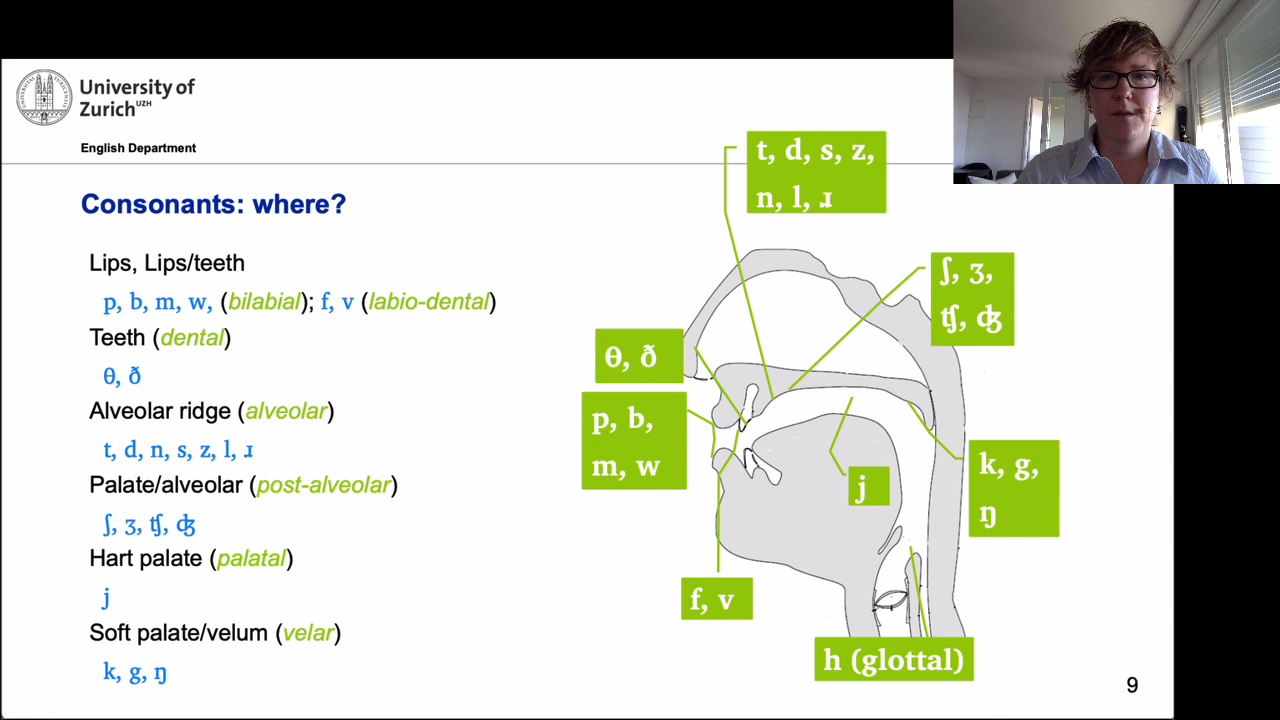 University of
Zurich UZH
English Department
Consonants: where?
Lips, Lips/teeth
p, b, m, w, (bilabial); f, v (labio-dental)
Teeth (dental)
θ, ð
Alveolar ridge (alveolar)
t, d, n, s, z, l, ɹ
Palate/alveolar (post-alveolar)
ʃ, ʒ, ʧ, ʤ
Hart palate (palatal)
j
Soft palate/velum (velar)
k, g, ŋ
t, d, s, z,
n, l, ɹ
ʃ, ʒ,
ʧ, ʤ
θ, ð
p, b,
m, w
j
k, g,
ŋ
f, v
h (glottal)
9